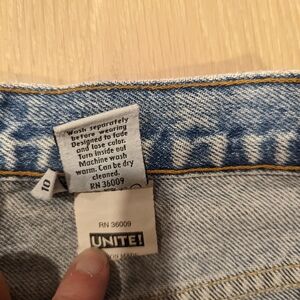 Wash separately
before wearing
Designed to fade
and lose color.
Turn inside out
Machine wash
warm. Can be dry
cleaned.
RN 36009
10
RN 36009
UNITE!
MADE